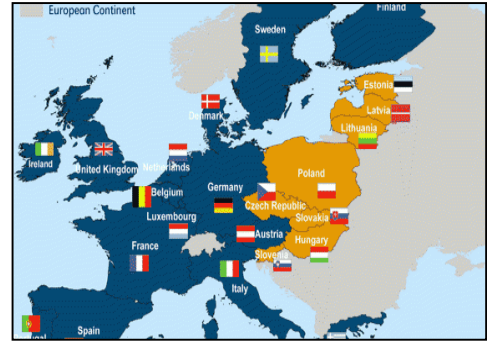 European Continent
Finland
Sweden
Estonia
Latvia
Denmark
Lithuania
Ireland
United Kingdom
Netherlands
Poland
Belgium
Germany
Czech Republic
Luxembourg
Slovakia
Austria
Hungary
France
Slovenia
Italy
Spain